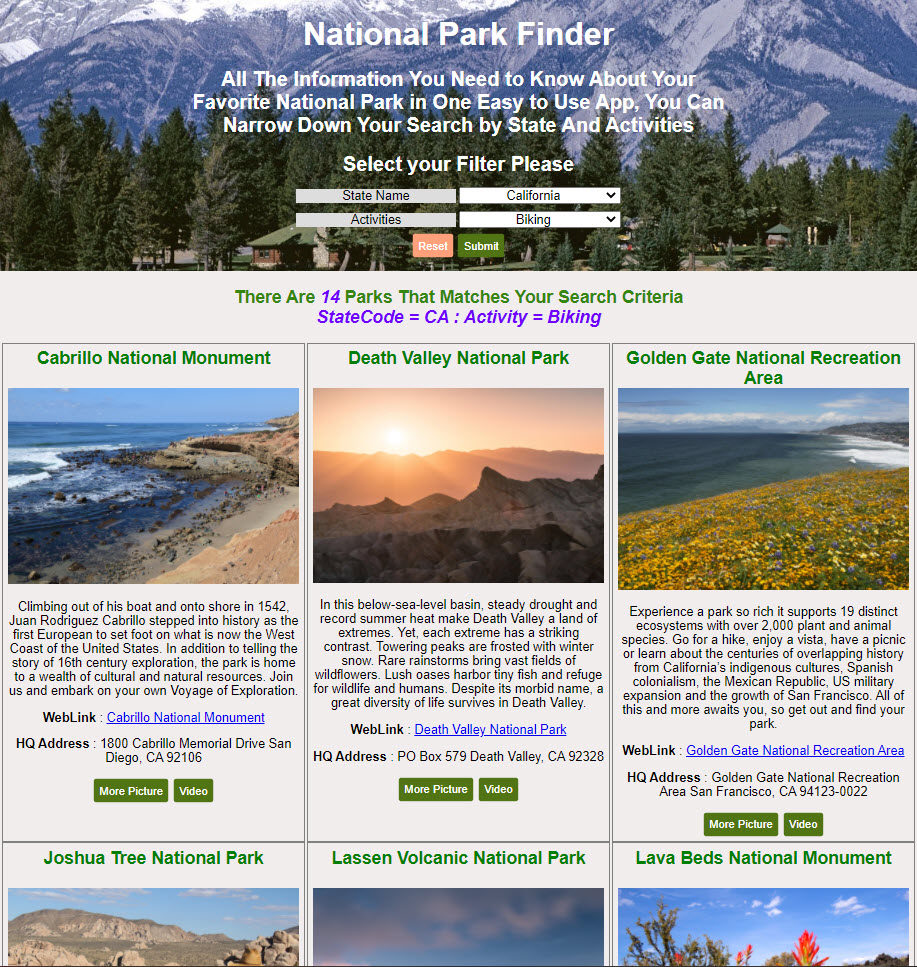 National Park Finder
All The Information You Need to Know About Your
Favorite National Park in One Easy to Use App, You Can
Narrow Down Your Search by State And Activities
Select your Filter Please
State Name California
Activities Biking
Reset Submit
There Are 14 Parks That Matches Your Search Criteria
StateCode = CA : Activity = Biking
Cabrillo National Monument
Climbing out of his boat and onto shore in 1542,
Juan Rodriguez Cabrillo stepped into history as the
first European to set foot on what is now the West
Coast of the United States. In addition to telling the
story of 16th century exploration, the park is home
to a wealth of cultural and natural resources. Join
us and embark on your own Voyage of Exploration.
WebLink : Cabrillo National Monument
HQ Address : 1800 Cabrillo Memorial Drive San
Diego, CA 92106
More Picture Video
Death Valley National Park
In this below-sea-level basin, steady drought and
record summer heat make Death Valley a land of
extremes. Yet, each extreme has a striking
contrast. Towering peaks are frosted with winter
snow. Rare rainstorms bring vast fields of
wildflowers. Lush oases harbor tiny fish and refuge
for wildlife and humans. Despite its morbid name, a
great diversity of life survives in Death Valley.
WebLink : Death Valley National Park
HQ Address : PO Box 579 Death Valley, CA 92328
More Picture Video
Golden Gate National Recreation
Area
Experience a park so rich it supports 19 distinct
ecosystems with over 2,000 plant and animal
species. Go for a hike, enjoy a vista, have a picnic
or learn about the centuries of overlapping history
from California’s indigenous cultures, Spanish
colonialism, the Mexican Republic, US military
expansion and the growth of San Francisco. All of
this and more awaits you, so get out and find your
park.
WebLink : Golden Gate National Recreation Area
HQ Address : Golden Gate National Recreation
Area San Francisco, CA 94123-0022
More Picture Video
Joshua Tree National Park
Lassen Volcanic National Park
Lava Beds National Monument